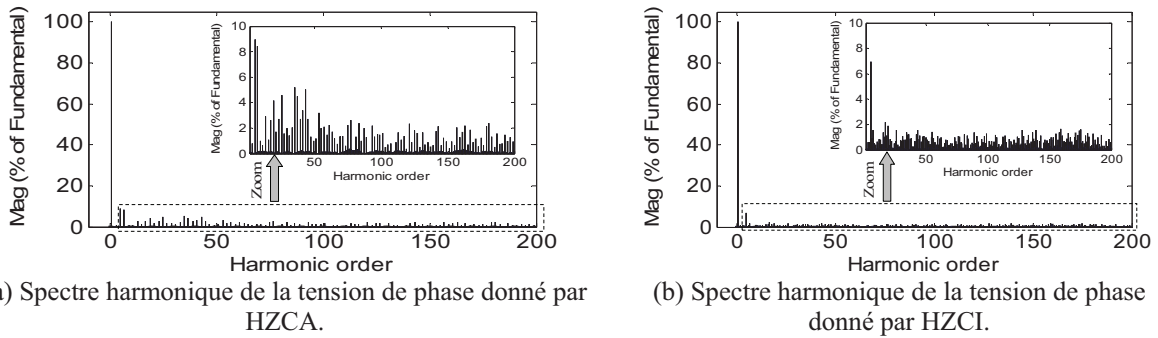 100
80
60
40
20
0
Mag (% of Fundamental)
0 50 100 150 200
Harmonic order
10
8
6
4
2
0
Mag (% of Fundamental)
50 100 150 200
Harmonic order
Zoom
) Spectre harmonique de la tension de phase donné par
HZCA.
100
80
60
40
20
0
Mag (% of Fundamental)
0 50 100 150 200
Harmonic order
10
8
6
4
2
0
Mag (% of Fundamental)
50 100 150 200
Harmonic order
Zoom
(b) Spectre harmonique de la tension de phase
donné par HZCI.